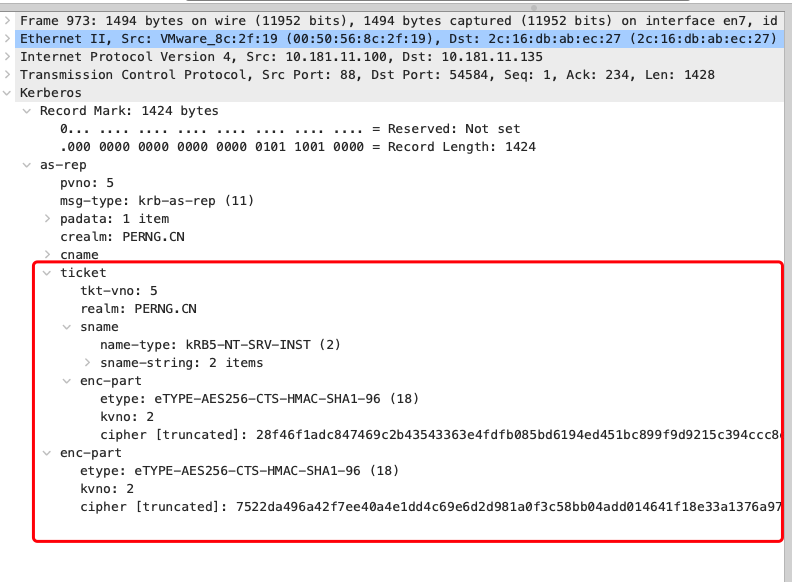 Frame 973: 1494 bytes on wire (11952 bits), 1494 bytes captured (11952 bits) on interface en7, id
Ethernet II, Src: VMware_8c:2f:19 (00:50:56:8c:2f:19), Dst: 2c:16:db:ab:ec:27 (2c:16:db:ab:ec:27)
Internet Protocol Version 4, Src: 10.181.11.100, Dst: 10.181.11.135
Transmission Control Protocol, Src Port: 88, Dst Port: 54584, Seq: 1, Ack: 234, Len: 1428
Kerberos
Record Mark: 1424 bytes
0... .... .... .... .... .... .... .... = Reserved: Not set
.000 0000 0000 0000 0000 0101 1001 0000 = Record Length: 1424
as-rep
pvno: 5
msg-type: krb-as-rep (11)
padata: 1 item
crealm: PERNG.CN
cname
ticket
tkt-vno: 5
realm: PERNG.CN
sname
name-type: kRB5-NT-SRV-INST (2)
sname-string: 2 items
enc-part
etype: eTYPE-AES256-CTS-HMAC-SHA1-96 (18)
kvno: 2
cipher [truncated]: 28f46f1adc847469c2b43543363e4fdfb085bd6194ed451bc899f9d9215c394ccc8
enc-part
etype: eTYPE-AES256-CTS-HMAC-SHA1-96 (18)
kvno: 2
cipher [truncated]: 7522da496a42f7ee40a4e1dd4c69e6d2d981a0f3c58bb04add014641f18e33a1376a97